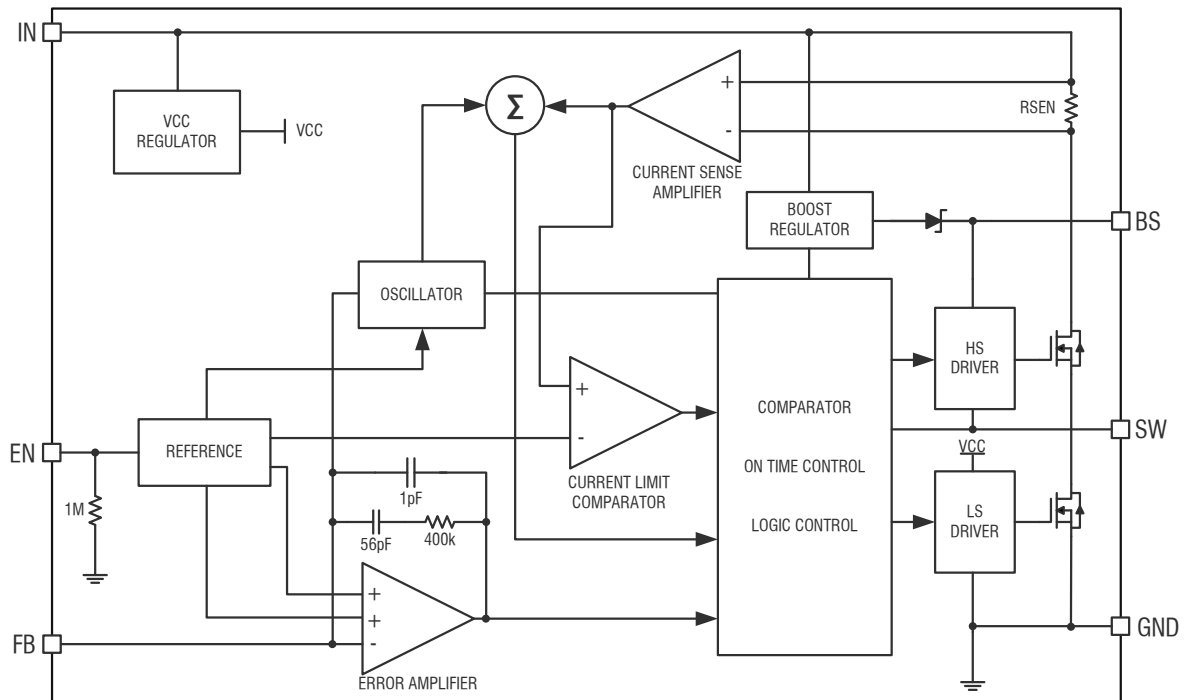 IN
+
RSEN
Σ
VCC
REGULATOR
VCC
-
CURRENT SENSE
AMPLIFIER
BOOST
REGULATOR
BS
OSCILLATOR
HS
DRIVER
+
COMPARATOR
SW
EN
REFERENCE
-
VCC
ON TIME CONTROL
CURRENT LIMIT
COMPARATOR
1pF
1M
LS
DRIVER
LOGIC CONTROL
56pF
400k
+
+
-
FB
GND
ERROR AMPLIFIER